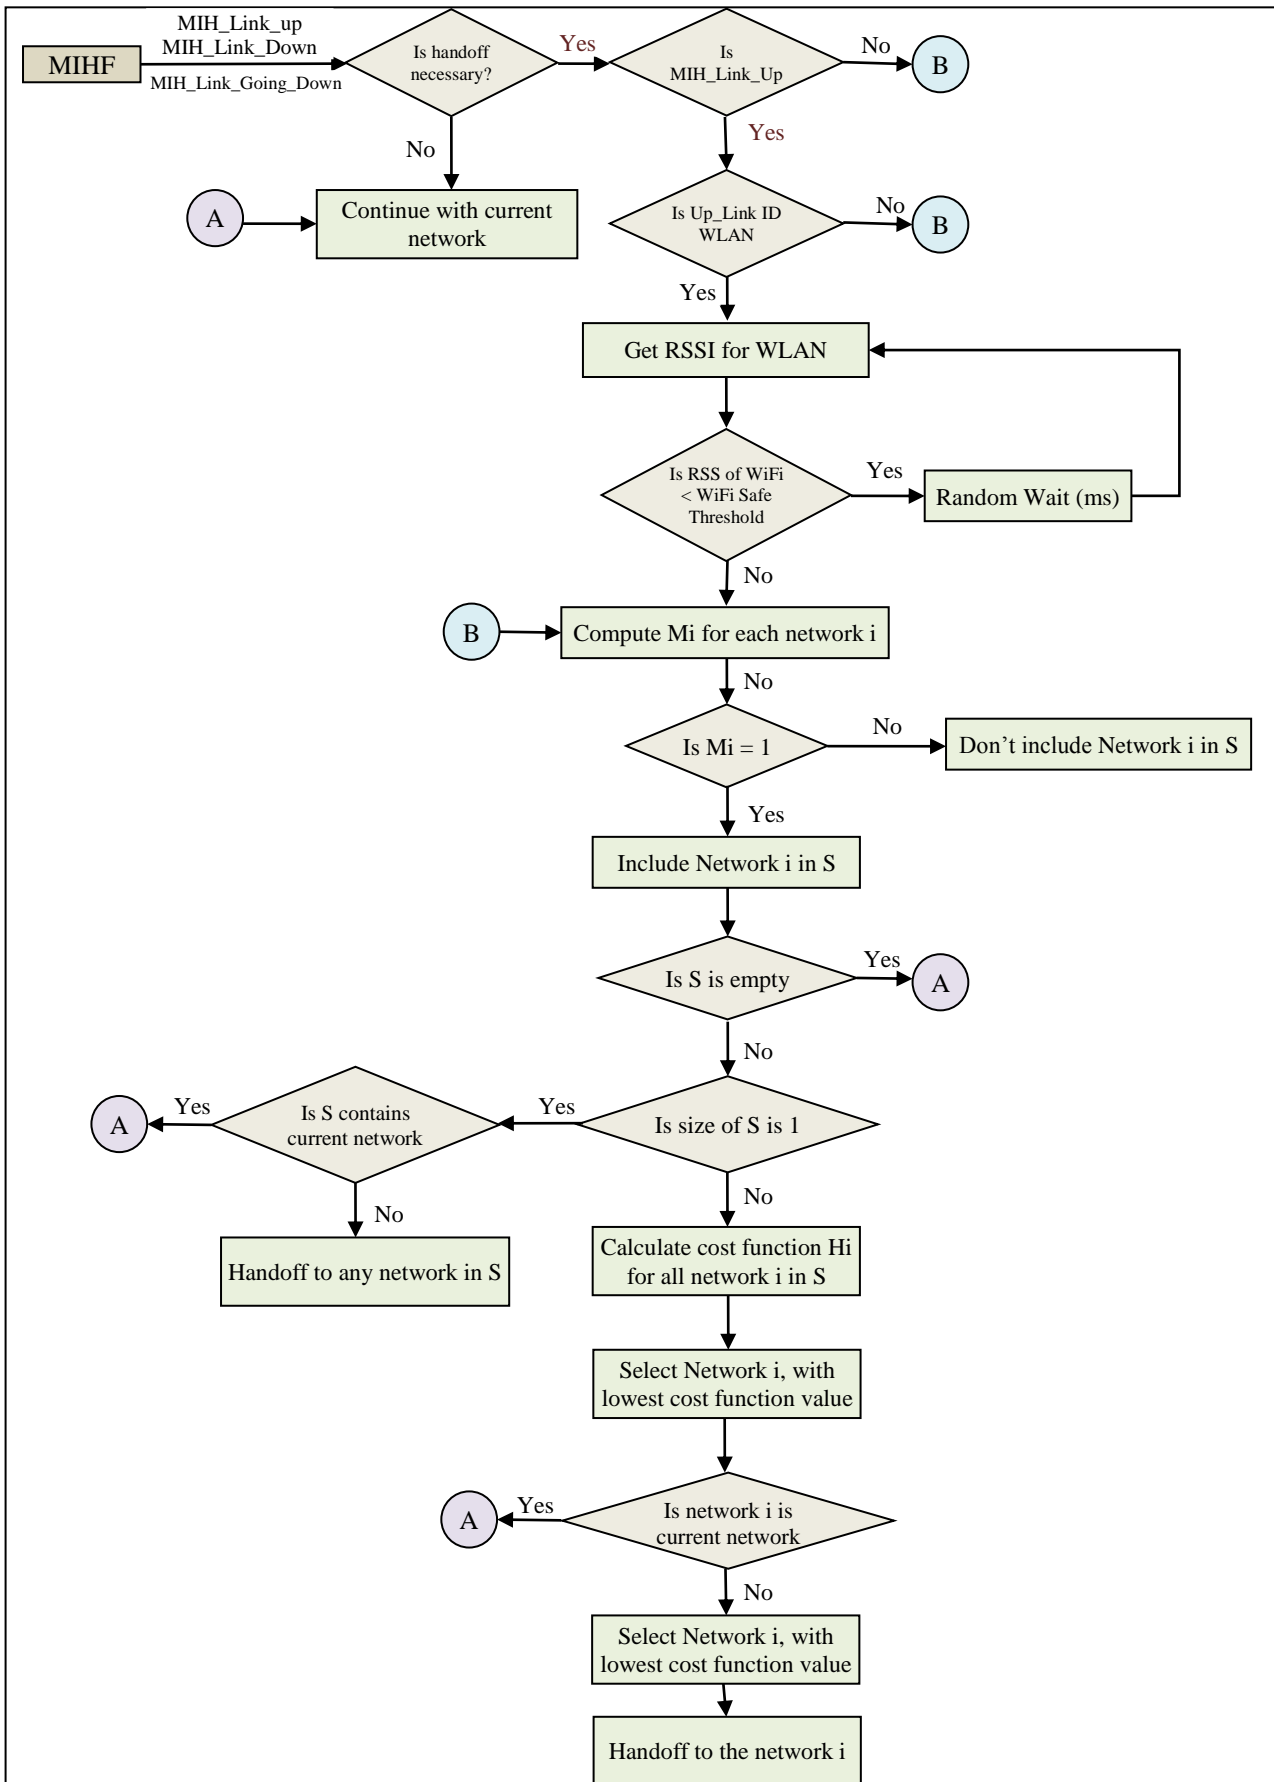 MIHF
MIH_Link_up
MIH_Link_Down
MIH_Link_Going_Down
Is handoff
necessary?
Yes
Is
MIH_Link_Up
No
B
No
Yes
A
Continue with current
network
Is Up_Link ID
WLAN
No
B
Yes
Get RSSI for WLAN
Is RSS of WiFi
< WiFi Safe
Threshold
Yes
Random Wait (ms)
No
B
Compute Mi for each network i
No
Is Mi = 1
No
Don’t include Network i in S
Yes
Include Network i in S
Is S is empty
Yes
A
No
A
Yes
Is S contains
current network
Yes
Is size of S is 1
No
No
Handoff to any network in S
Calculate cost function Hi
for all network i in S
Select Network i, with
lowest cost function value
A
Yes
Is network i is
current network
No
Select Network i, with
lowest cost function value
Handoff to the network i